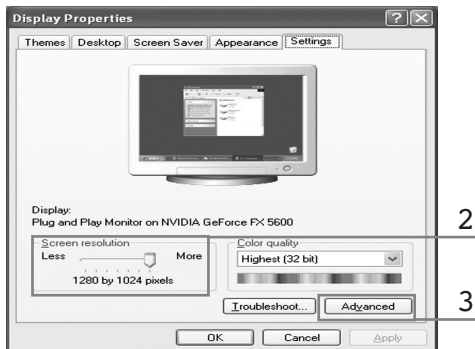 Display Properties
Themes Desktop Screen Saver Appearance Settings
Display:
Plug and Play Monitor on NVIDIA GeForce FX 5600
Screen resolution
Less More
1280 by 1024 pixels
Color quality
Highest (32 bit)
2
Troubleshoot... Advanced
3
OK Cancel Apply